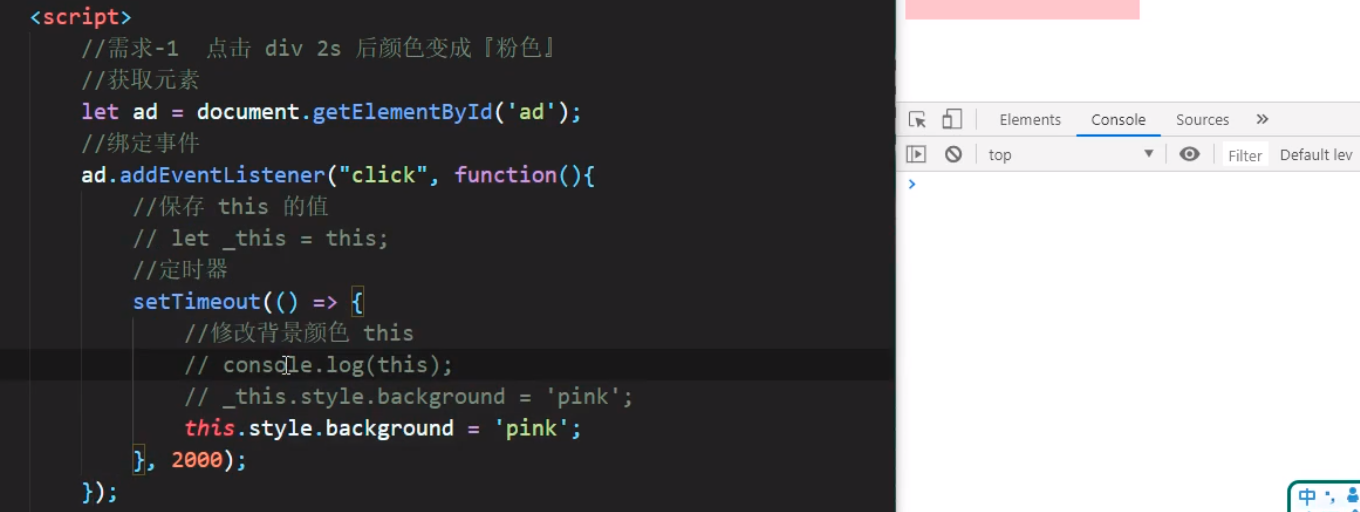 <script>
//需求-1  点击 div 2s 后颜色变成『粉色』
//获取元素
let ad = document.getElementById('ad');
//绑定事件
ad.addEventListener("click", function(){
//保存 this 的值
// let _this = this;
//定时器
setTimeout(() => {
//修改背景颜色 this
// console.log(this);
// _this.style.background = 'pink';
this.style.background = 'pink';
}, 2000);
});
Elements Console Sources »
top ▼ Filter Default lev
>
中